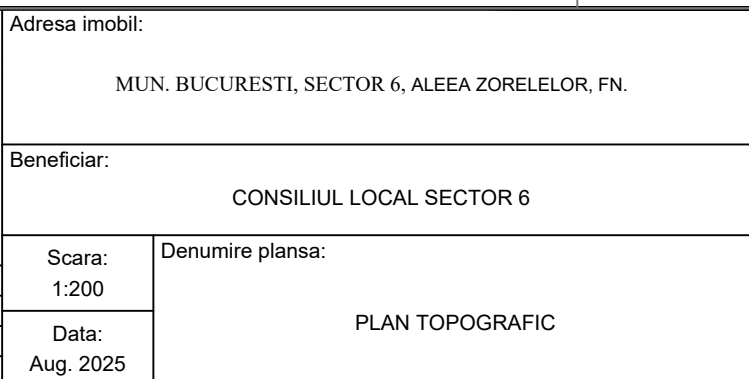 Adresa imobil:
MUN. BUCURESTI, SECTOR 6, ALEEA ZORELELOR, FN.
Beneficiar:
CONSILIUL LOCAL SECTOR 6
Scara:
1:200
Denumire plansa:
PLAN TOPOGRAFIC
Data:
Aug. 2025